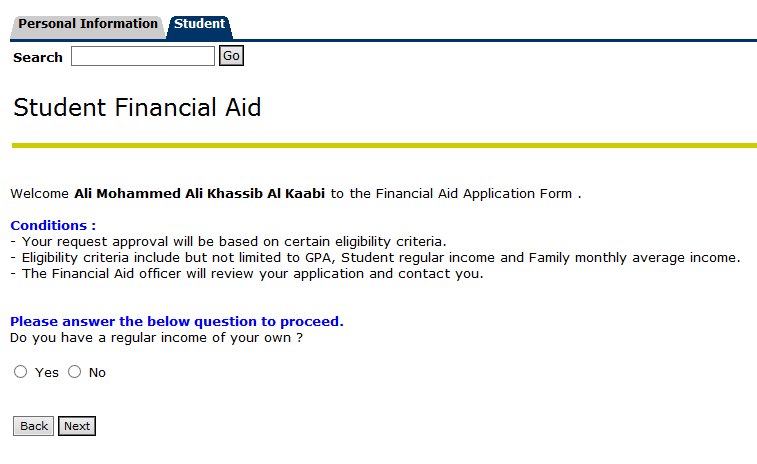 Personal Information Student
Search Go
Student Financial Aid
Welcome Ali Mohammed Ali Khassib Al Kaabi to the Financial Aid Application Form .
Conditions :
- Your request approval will be based on certain eligibility criteria.
- Eligibility criteria include but not limited to GPA, Student regular income and Family monthly average income.
- The Financial Aid officer will review your application and contact you.
Please answer the below question to proceed.
Do you have a regular income of your own ?
Yes No
Back Next